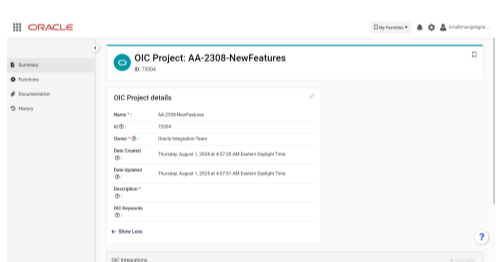 ORACLE
My Favorites
Summary
Functions
Documentation
History
OIC Project: AA-2308-NewFeatures
ID: 73304
OIC Project details
Name * :
AA-2308-NewFeatures
Id ? :
73304
Owner * ? :
Oracle Integration Team
Date Created ? :
Thursday, August 1, 2024 at 4:57:20 AM Eastern Daylight Time
Date Updated ? :
Thursday, August 1, 2024 at 4:57:51 AM Eastern Daylight Time
Description * ? :
OIC Keywords ? :
Show Less
OIC Integrations
?